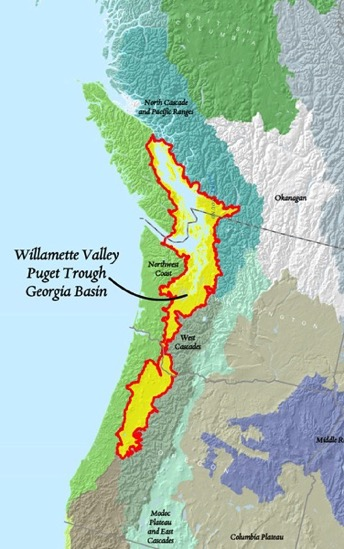 North Cascade
and Pacific Ranges
Okanagan
Willamette Valley
Puget Trough
Georgia Basin
Northwest
Coast
West
Cascades
Modoc
Plateau
and East
Cascades
Columbia Plateau